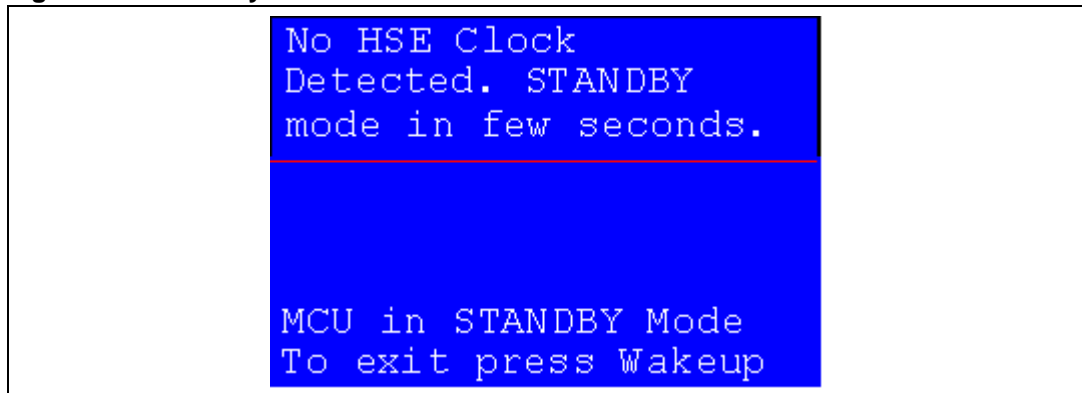 No HSE Clock
Detected. STANDBY
mode in few seconds.
MCU in STANDBY Mode
To exit press Wakeup